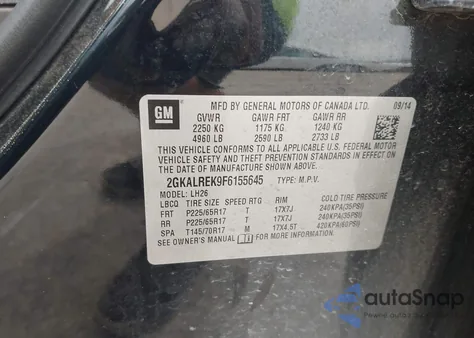 GM
MFD BY GENERAL MOTORS OF CANADA LTD. 09/14
GVWR GAWR FRT GAWR RR
2250 KG 1175 KG 1240 KG
4960 LB 2590 LB 2733 LB
THIS VEHICLE CONFORMS TO ALL APPLICABLE U.S. FEDERAL MOTOR
VEHICLE SAFETY, BUMPER, AND THEFT PREVENTION
STANDARDS IN EFFECT ON THE
DATE OF MANUFACTURE SHOWN ABOVE.
2GKALREK9F6155645 TYPE: M.P.V.
MODEL: LH26
LBCQ TIRE SIZE SPEED RTG RIM COLD TIRE PRESSURE
FRT P225/65R17 T 17X7J 240KPA(35PSI)
RR P225/65R17 T 17X7J 240KPA(35PSI)
SPA T145/70R17 M 17X4.5T 420KPA(60PSI)
SEE OWNER'S MANUAL FOR MORE INFORMATION.
autoSnap